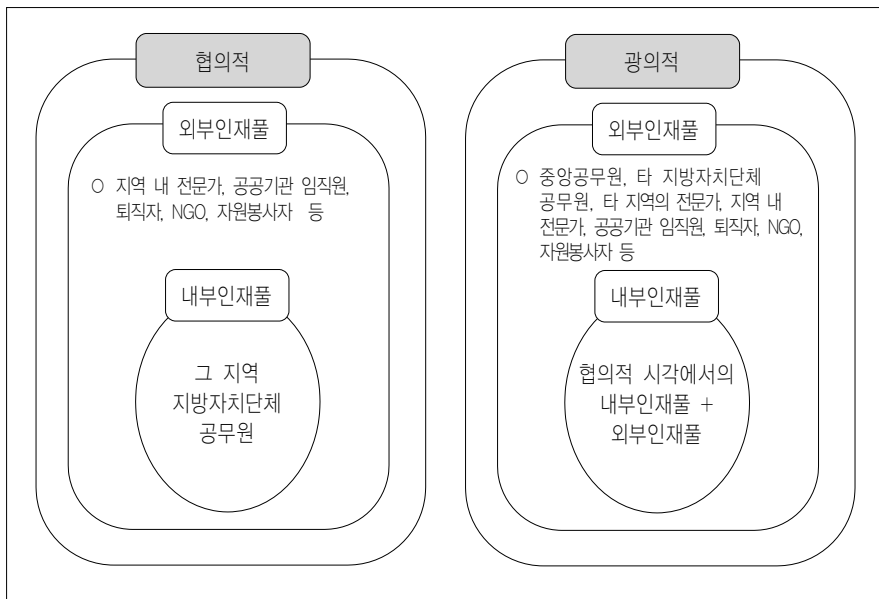 협의적
외부인재풀
○ 지역 내 전문가, 공공기관 임직원,
퇴직자, NGO, 자원봉사자 등
내부인재풀
그 지역
지방자치단체
공무원
광의적
외부인재풀
○ 중앙공무원, 타 지방자치단체
공무원, 타 지역의 전문가, 지역 내
전문가, 공공기관 임직원, 퇴직자, NGO,
자원봉사자 등
내부인재풀
협의적 시각에서의
내부인재풀 +
외부인재풀